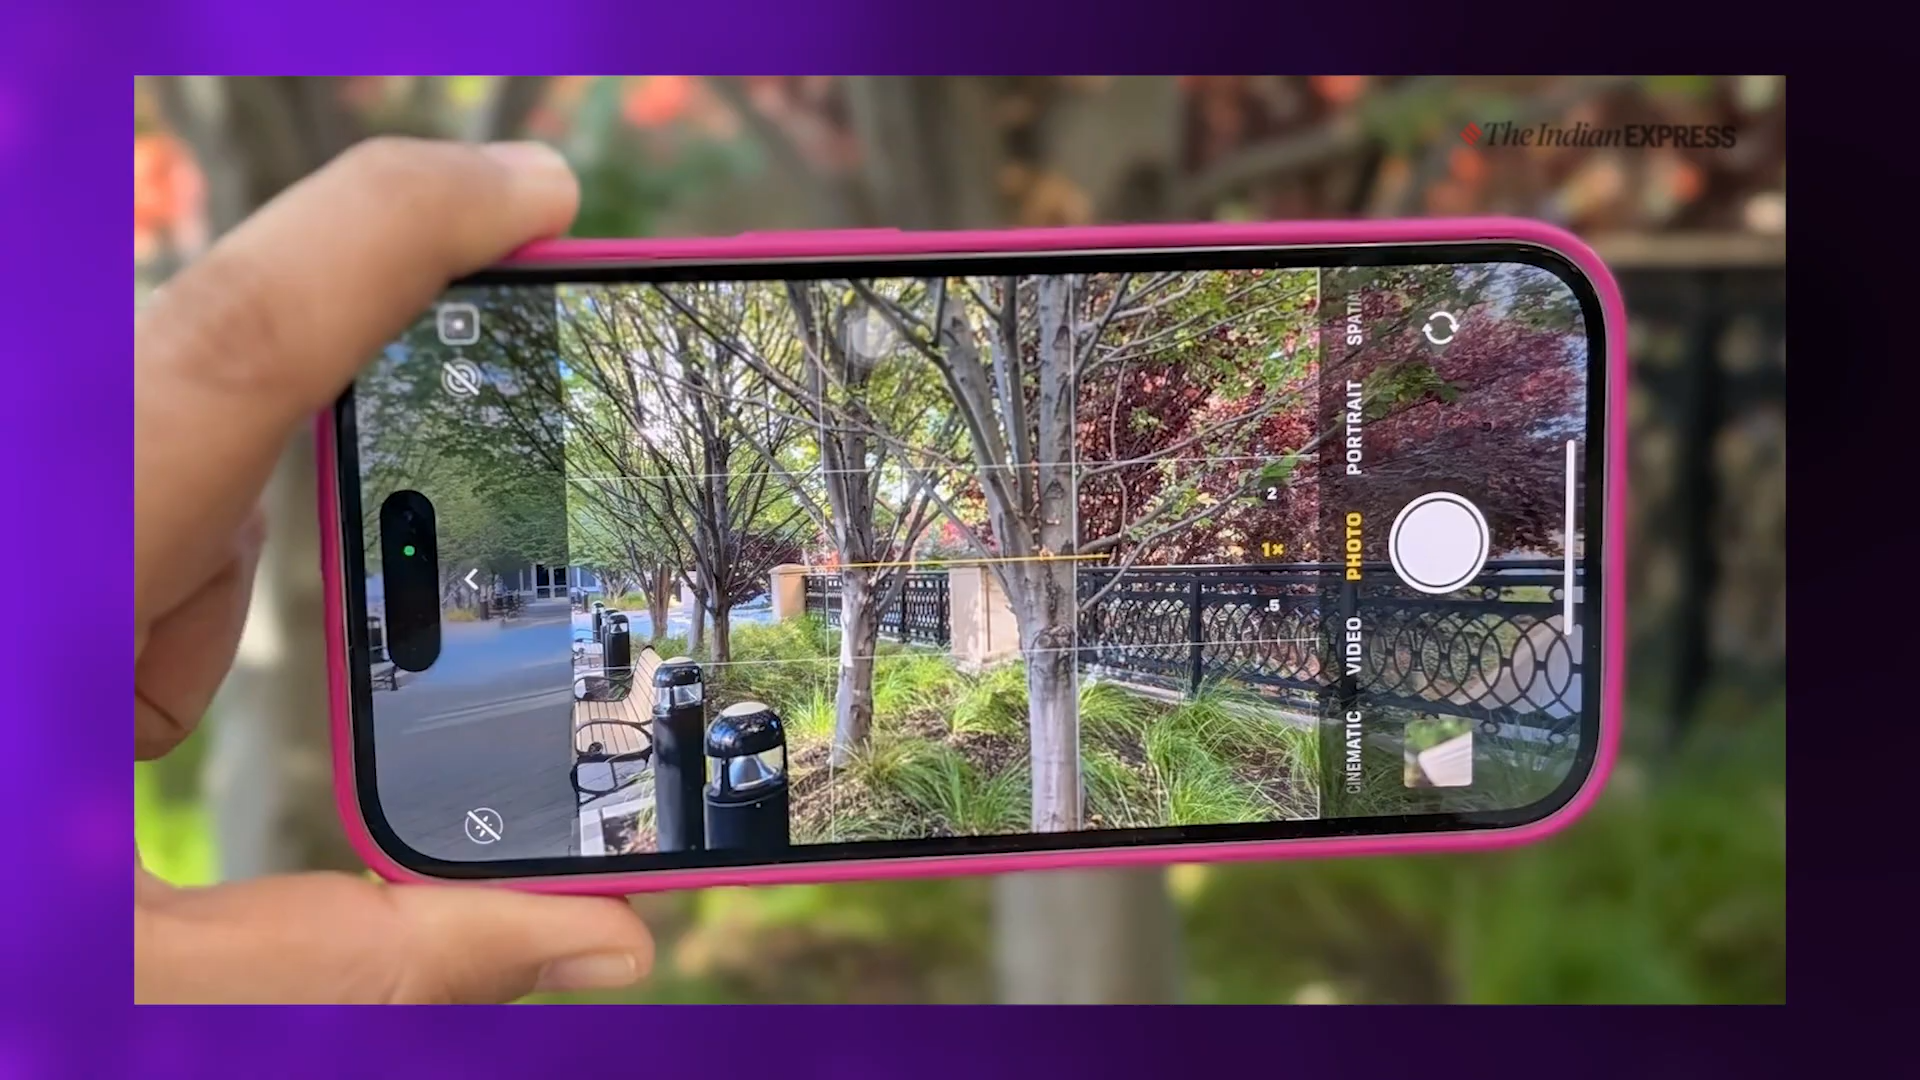 The Indian EXPRESS
SPATIA
PORTRAIT
PHOTO
VIDEO
CINEMATIC
2
1×
.5